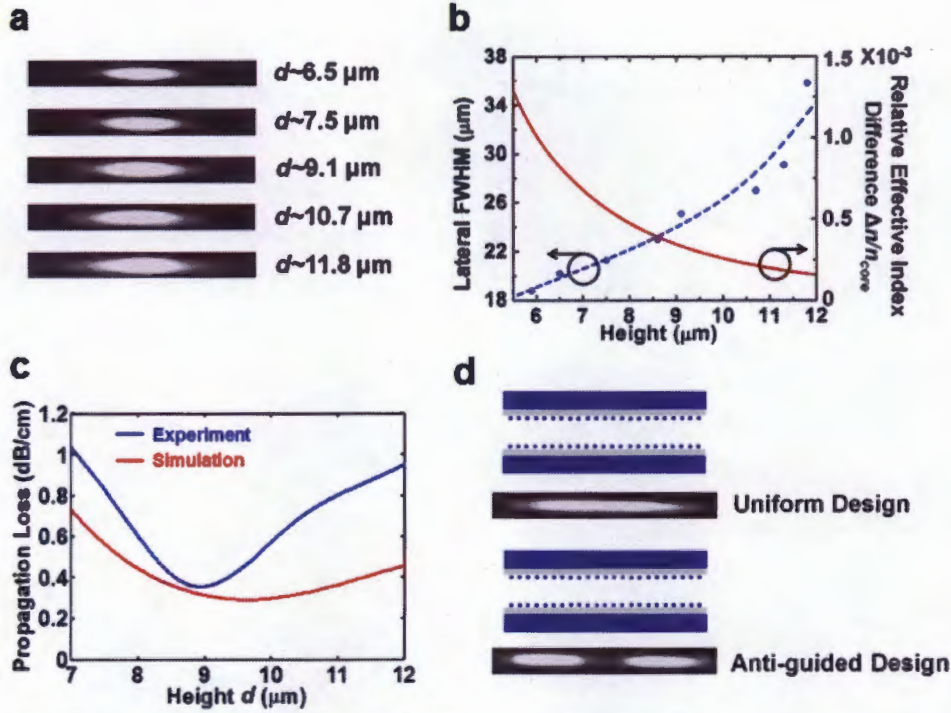 a
d~6.5 μm
d~7.5 μm
d~9.1 μm
d~10.7 μm
d~11.8 μm
b
38
34
30
26
22
18
Lateral FWHM (μm)
6 7 8 9 10 11 12
Height (μm)
1.5 X10⁻³
1.0
0.5
0
Relative Effective Index
Difference Δn/n_core
c
1.2
1
0.8
0.6
0.4
0.2
0
Propagation Loss (dB/cm)
Experiment
Simulation
7 8 9 10 11 12
Height d (μm)
d
Uniform Design
Anti-guided Design